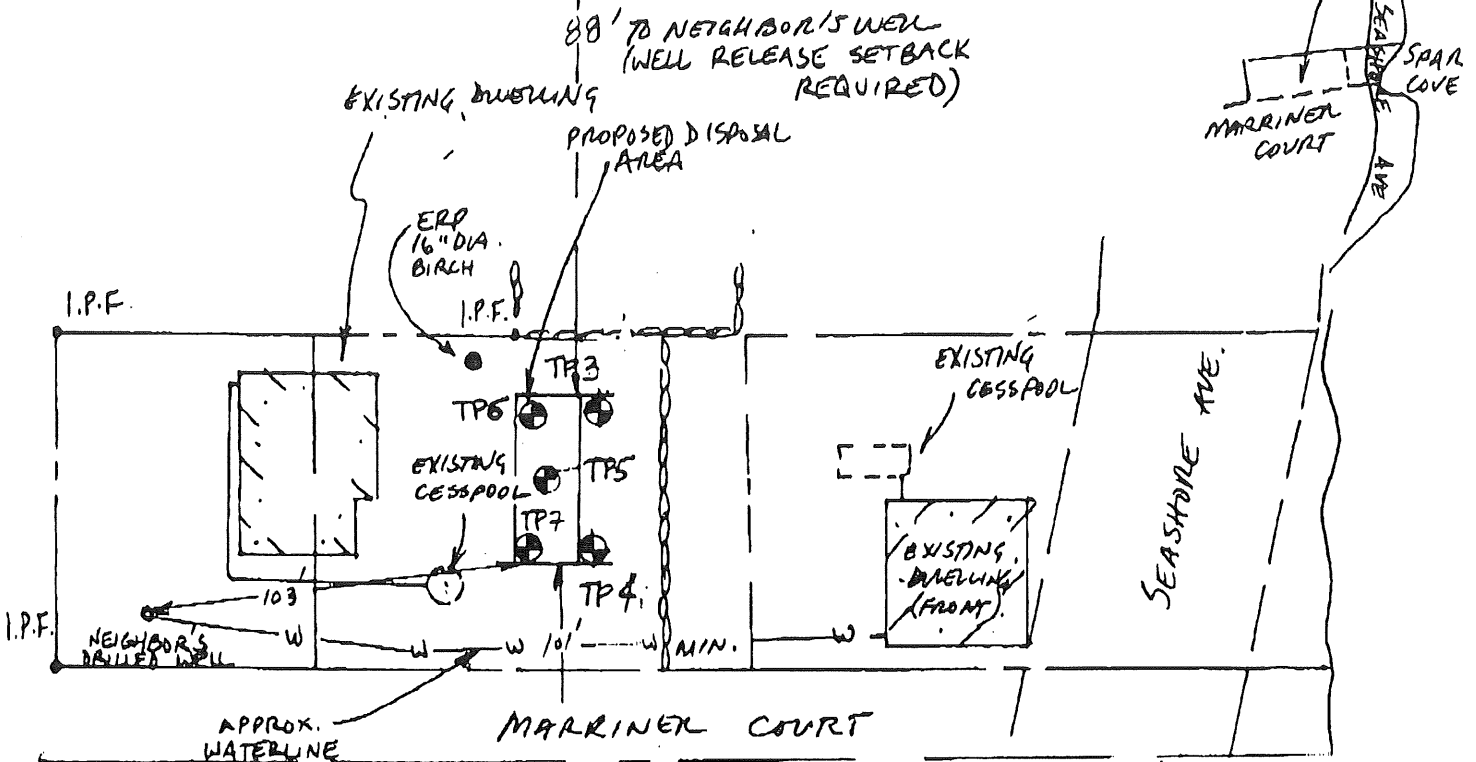 88' TO NEIGHBOR'S WELL
(WELL RELEASE SETBACK
REQUIRED)
SEASHORE AVE
SPAR
COVE
MARRINER
COURT
EXISTING DWELLING
PROPOSED DISPOSAL
AREA
ERP
16" DIA.
BIRCH
I.P.F.
I.P.F.
TP3
TP6
EXISTING
CESSPOOL
TP5
TP7
EXISTING
CESSPOOL
SEASHORE AVE.
EXISTING
DWELLING
(FRONT)
TP4
103'
I.P.F.
NEIGHBOR'S
DRILLED WELL
W
W
W
101'
W
MIN.
W
APPROX.
WATERLINE
MARRINER COURT